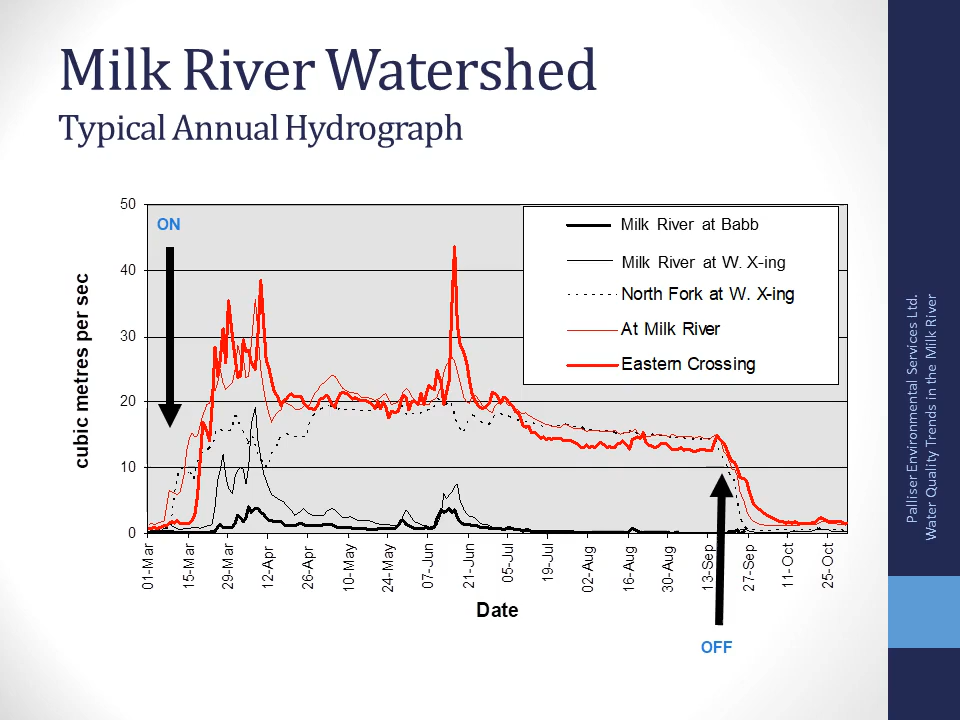 Milk River Watershed
Typical Annual Hydrograph
50
40
30
20
10
0
cubic metres per sec
ON
Milk River at Babb
Milk River at W. X-ing
North Fork at W. X-ing
At Milk River
Eastern Crossing
01-Mar
15-Mar
29-Mar
12-Apr
26-Apr
10-May
24-May
07-Jun
21-Jun
05-Jul
19-Jul
02-Aug
16-Aug
30-Aug
13-Sep
27-Sep
11-Oct
25-Oct
Date
OFF
Palliser Environmental Services Ltd.
Water Quality Trends in the Milk River